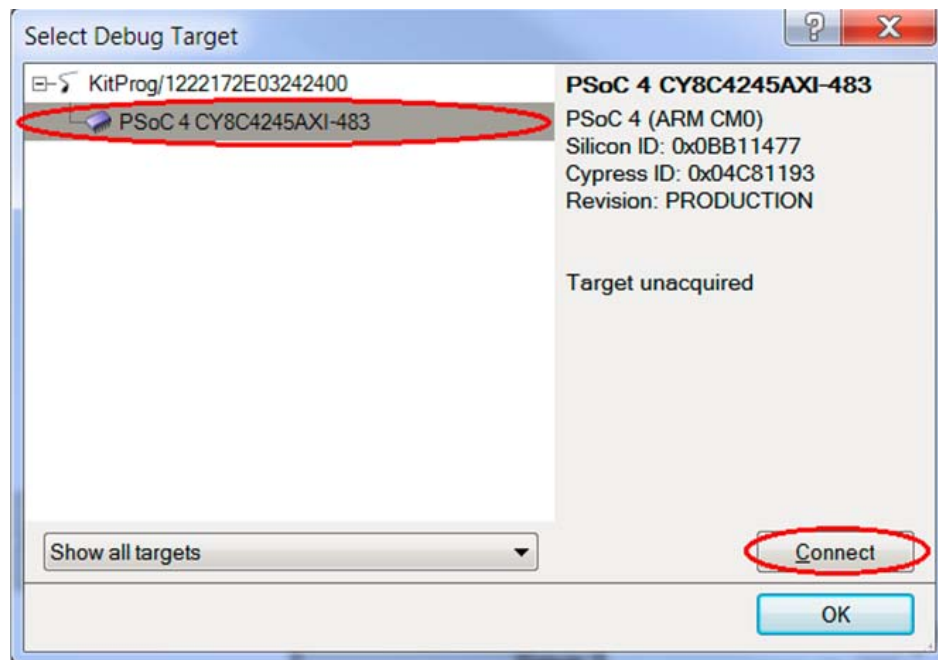 Select Debug Target
KitProg/1222172E03242400
PSoC 4 CY8C4245AXI-483
PSoC 4 CY8C4245AXI-483
PSoC 4 (ARM CM0)
Silicon ID: 0x0BB11477
Cypress ID: 0x04C81193
Revision: PRODUCTION
Target unacquired
Show all targets
Connect
OK